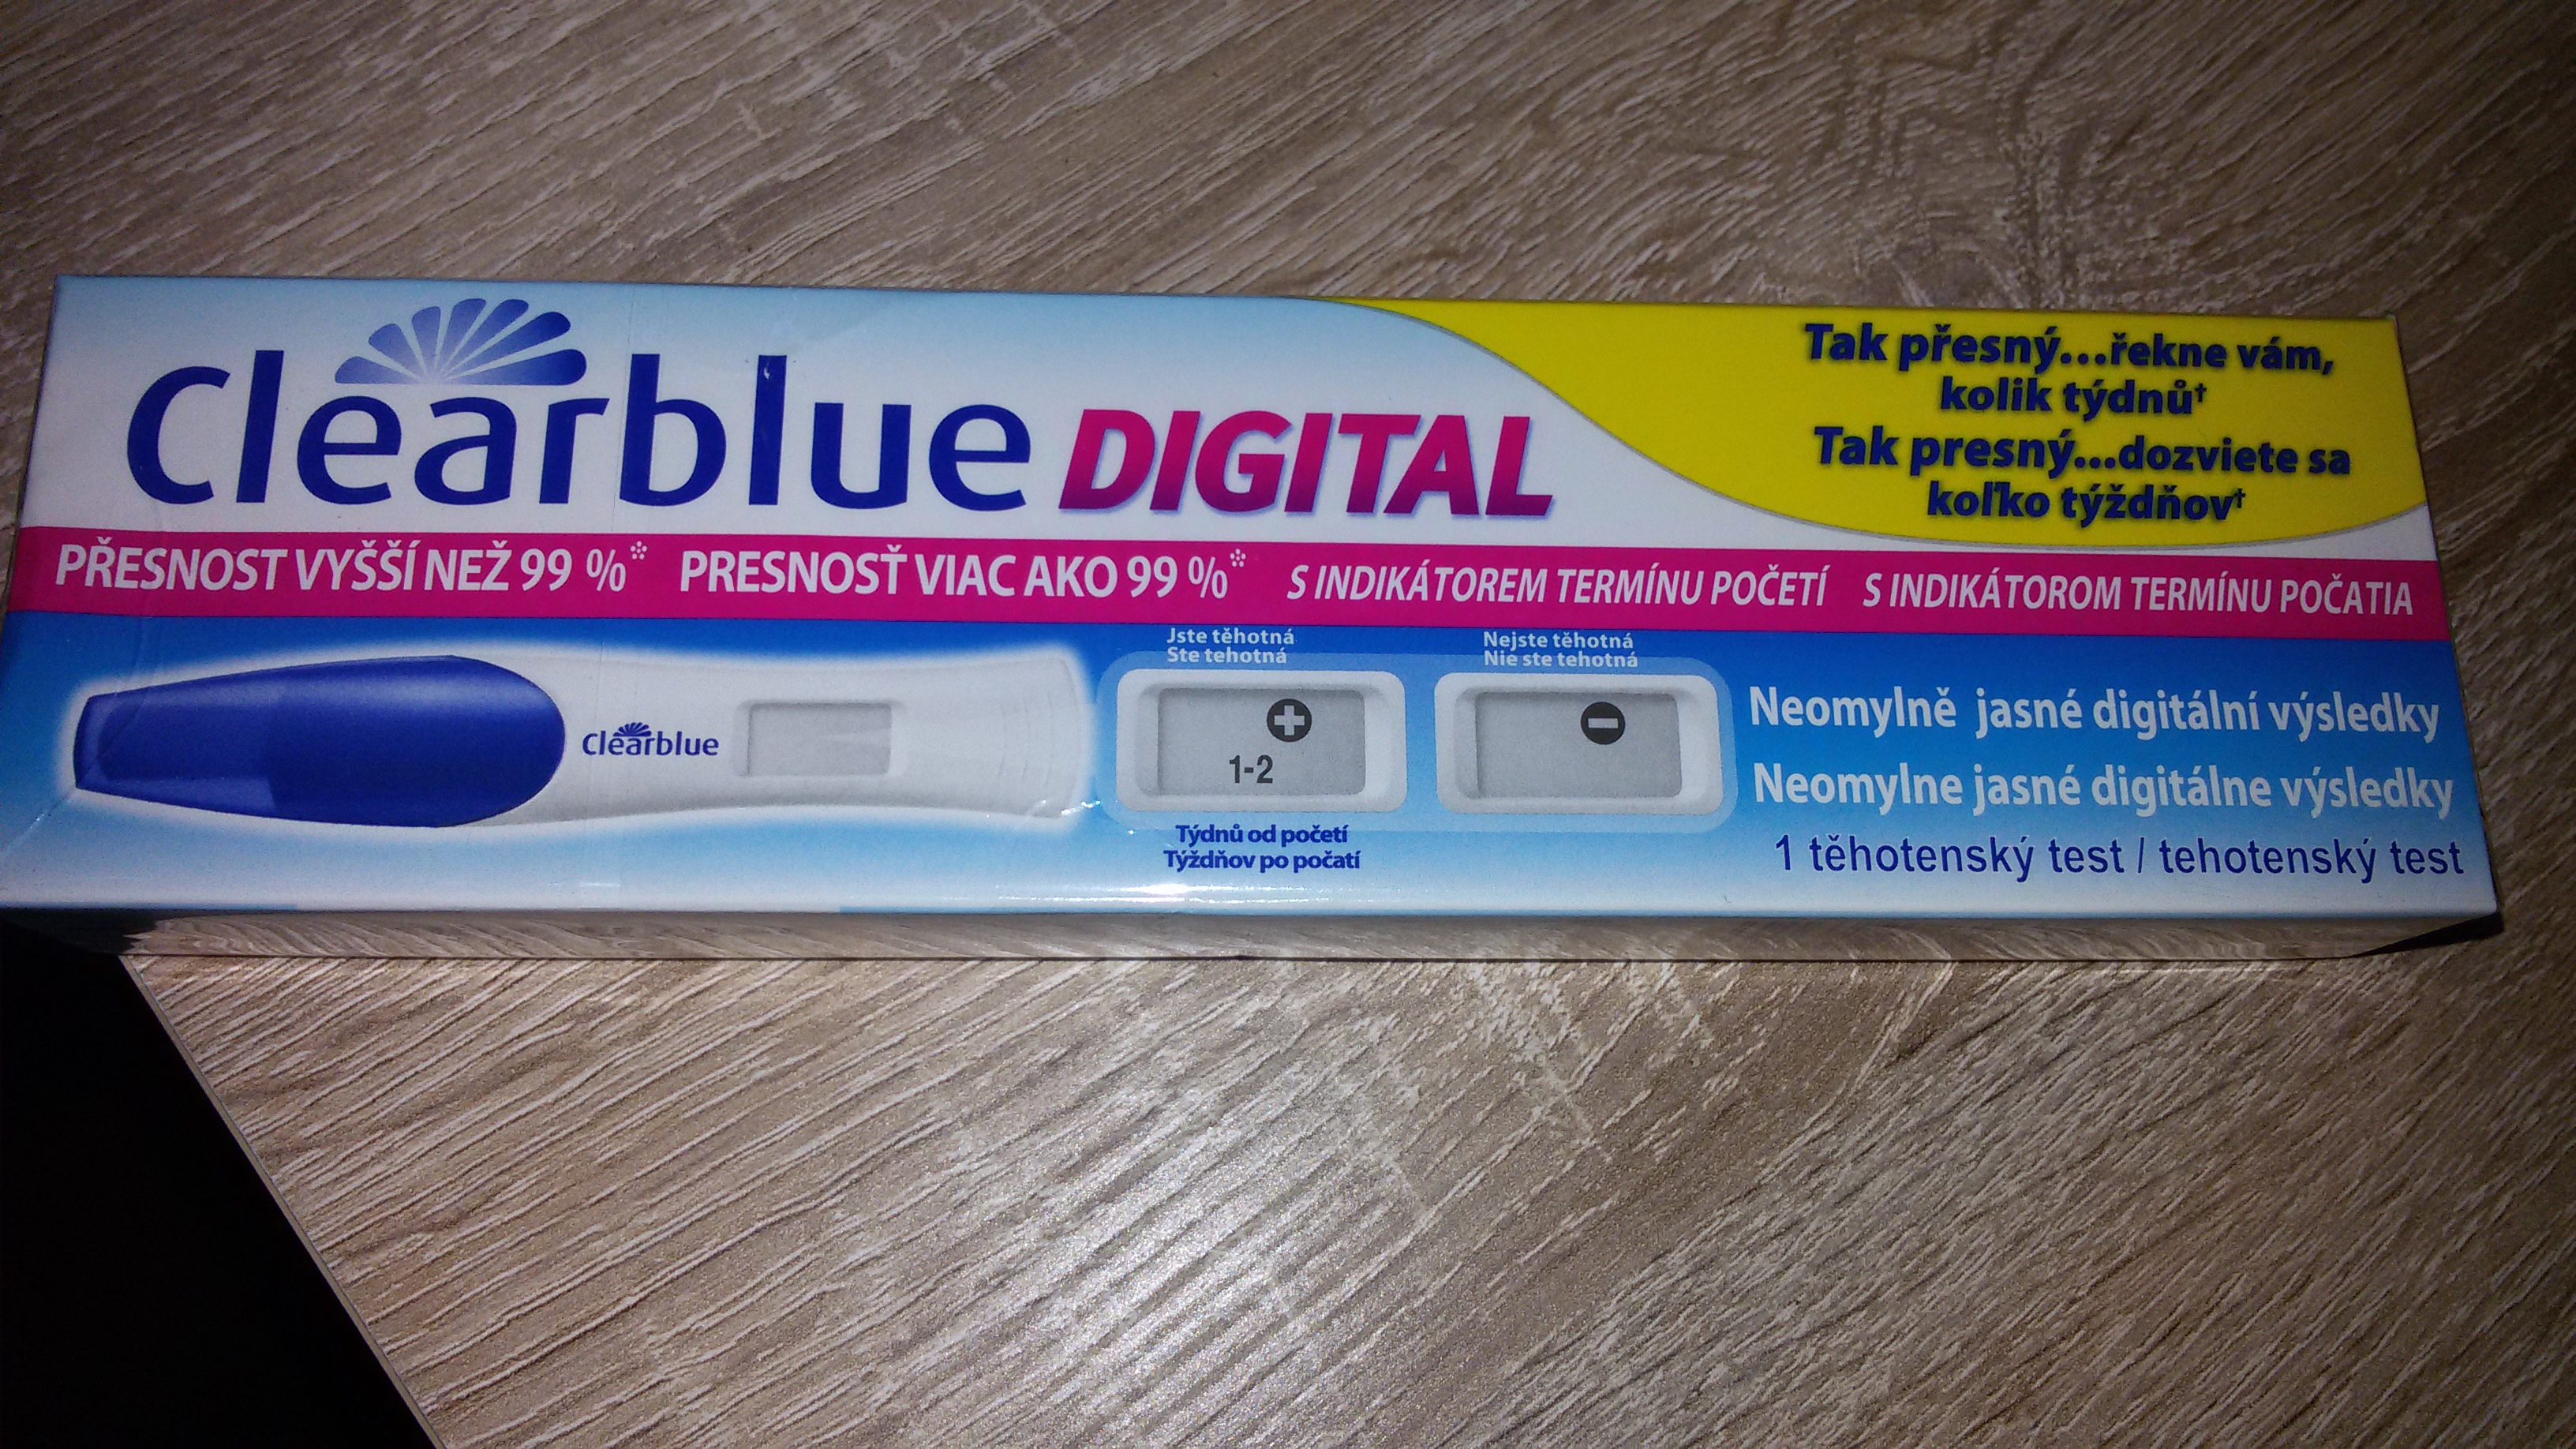 Clearblue DIGITAL
Tak přesný...řekne vám,
kolik týdnů†
Tak presný...dozviete sa
koľko týždňov†
PŘESNOST VYŠŠÍ NEŽ 99 %* PRESNOSŤ VIAC AKO 99 %* S INDIKÁTOREM TERMÍNU POČETÍ S INDIKÁTOROM TERMÍNU POČATIA
Clearblue
Jste těhotná
Ste tehotná
1-2
Týdnů od početí
Týždňov po počatí
Nejste těhotná
Nie ste tehotná
Neomylně jasné digitální výsledky
Neomylne jasné digitálne výsledky
1 těhotenský test / tehotenský test